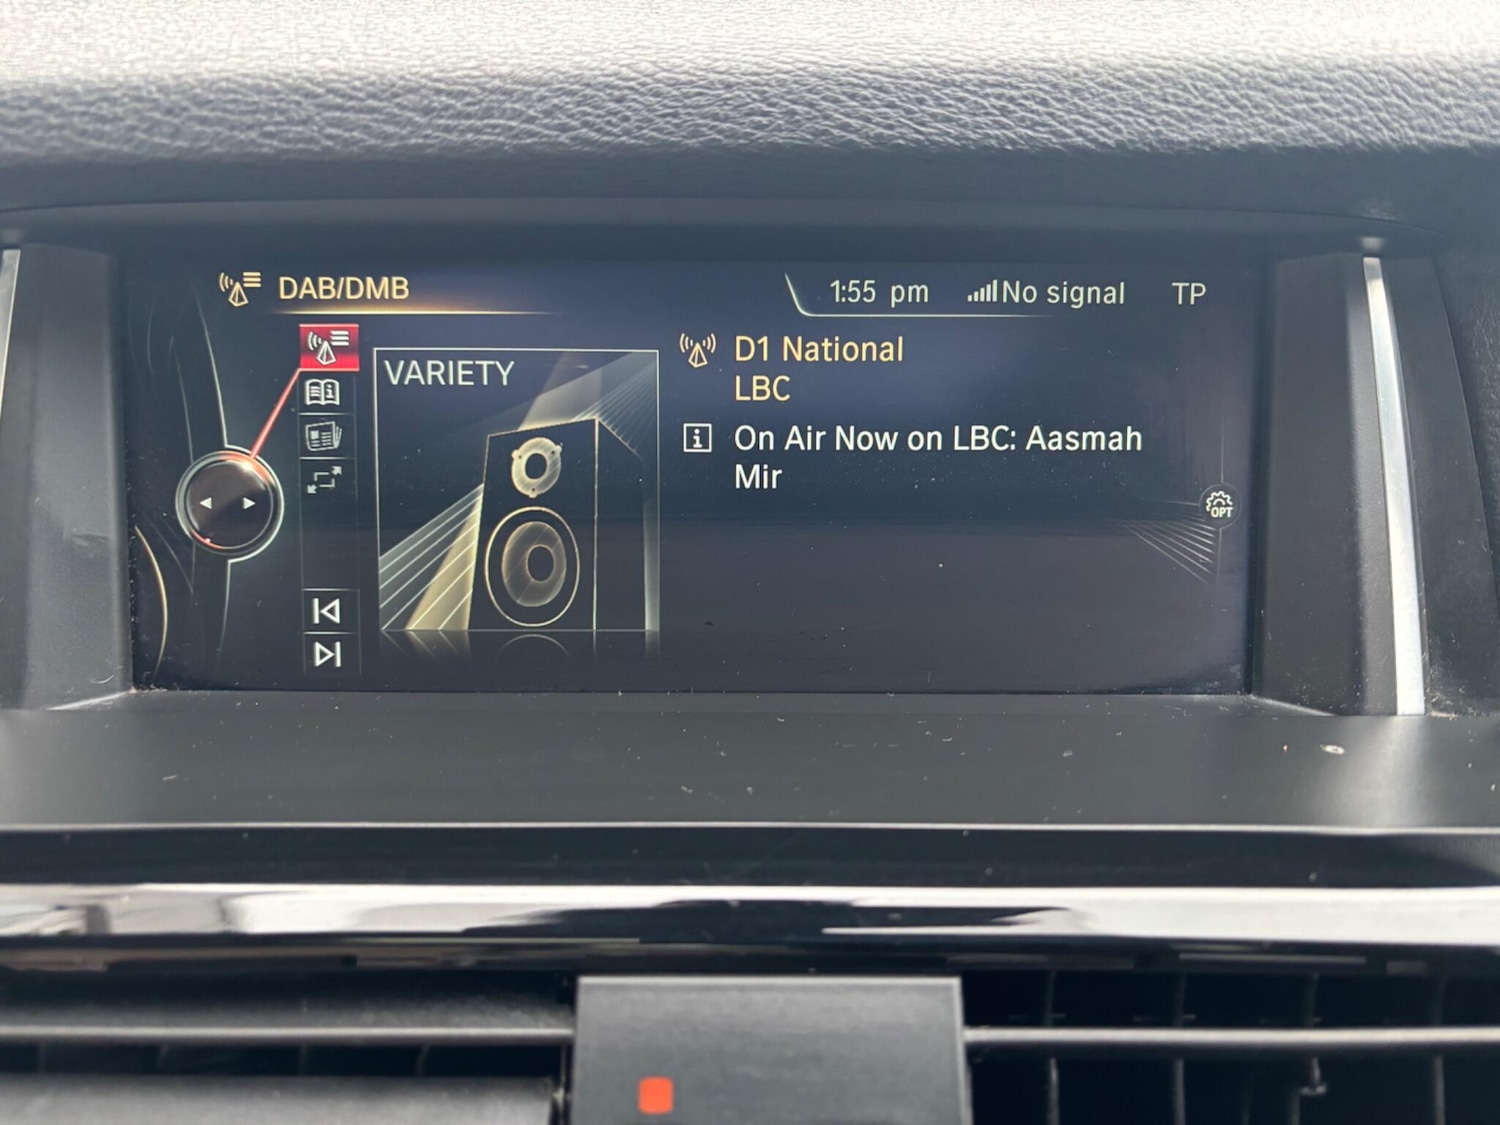 DAB/DMB
1:55 pm No signal TP
VARIETY
D1 National
LBC
On Air Now on LBC: Aasmah
Mir
OPT